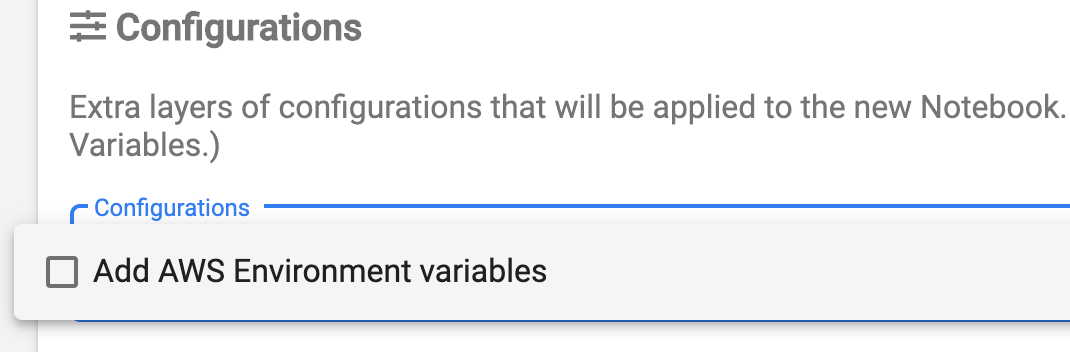 Configurations
Extra layers of configurations that will be applied to the new Notebook.
Variables.)
Configurations
Add AWS Environment variables